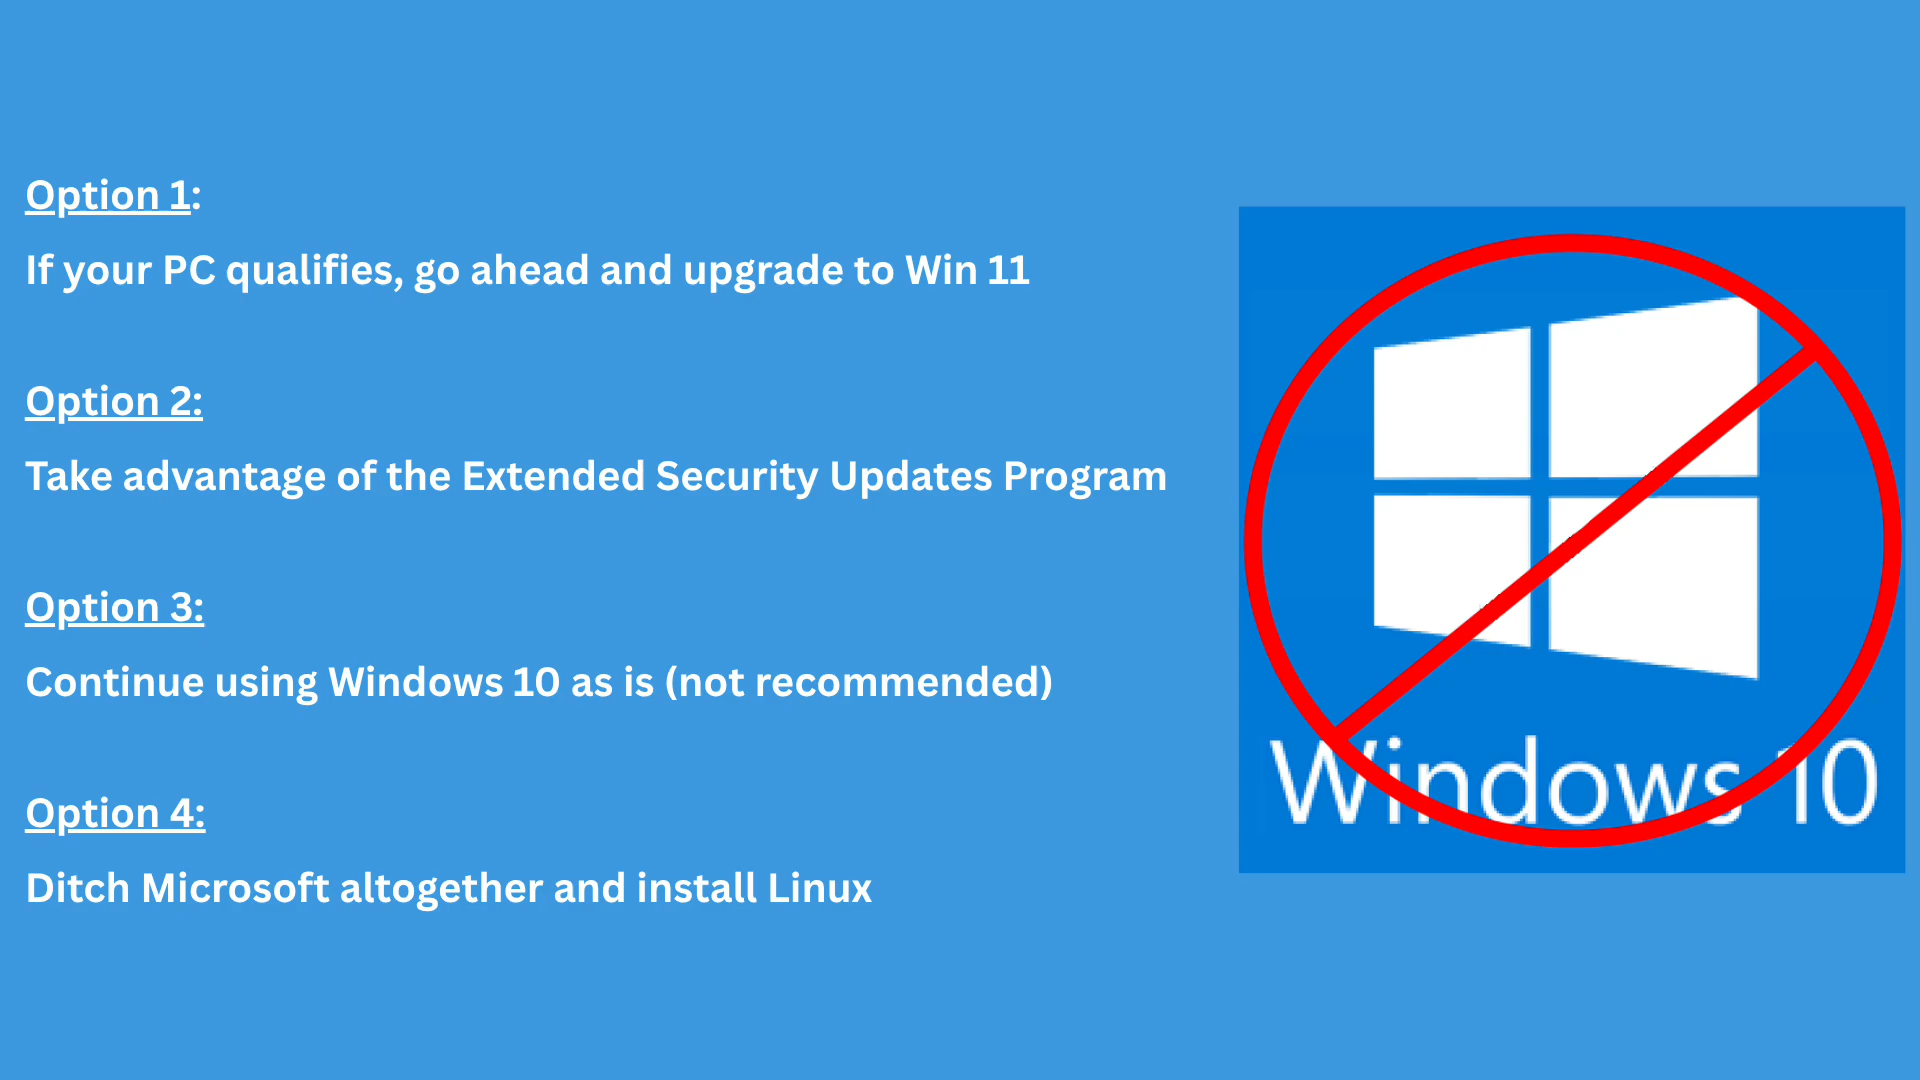 Option 1:
If your PC qualifies, go ahead and upgrade to Win 11
Option 2:
Take advantage of the Extended Security Updates Program
Option 3:
Continue using Windows 10 as is (not recommended)
Option 4:
Ditch Microsoft altogether and install Linux
Windows 10